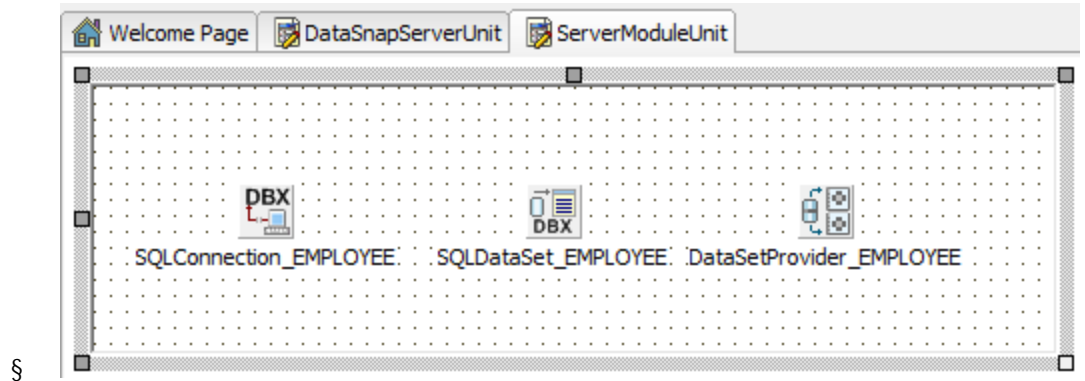 Welcome Page DataSnapServerUnit ServerModuleUnit
DBX DBX
SQLConnection_EMPLOYEE SQLDataSet_EMPLOYEE DataSetProvider_EMPLOYEE
§